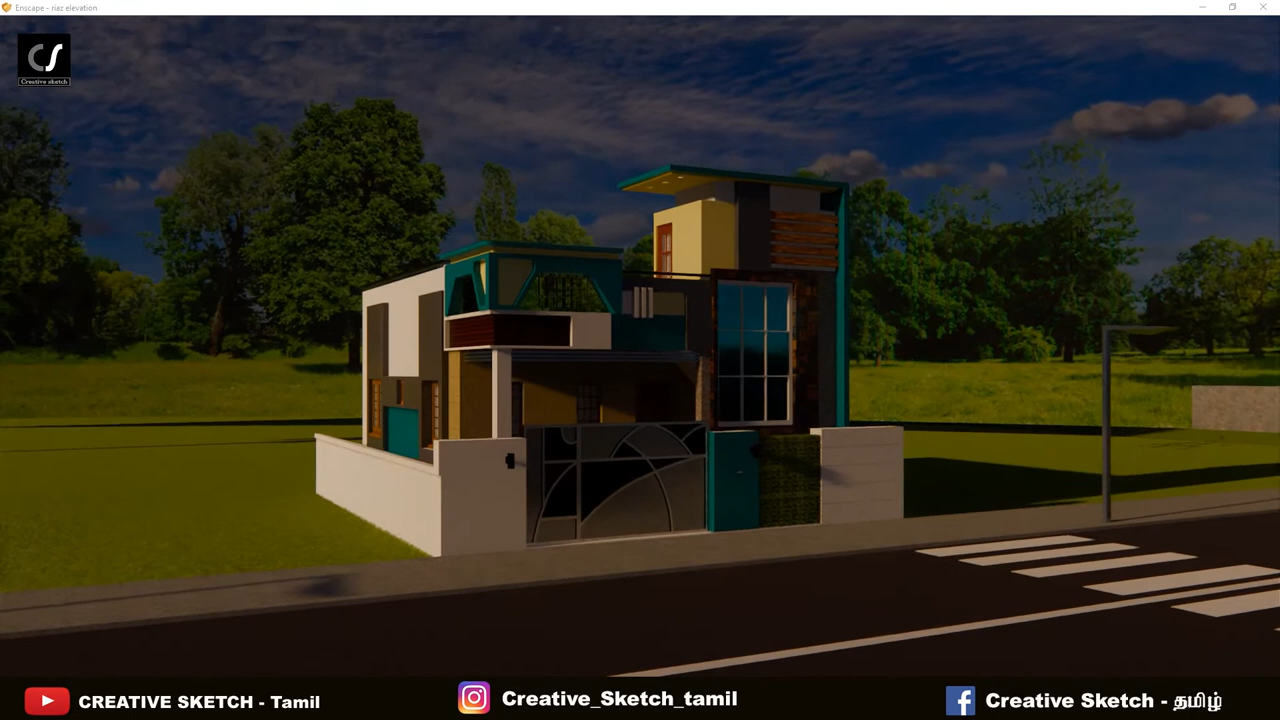 Enscape - riaz elevation
CS
Creative sketch
CREATIVE SKETCH - Tamil
Creative_Sketch_tamil
Creative Sketch - தமிழ்